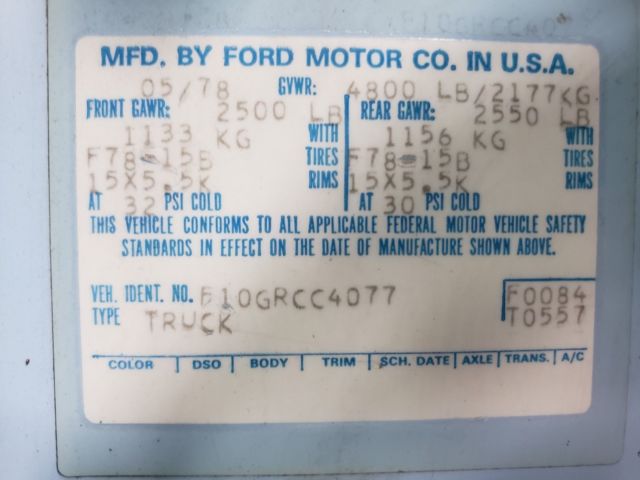 MFD. BY FORD MOTOR CO. IN U.S.A.
05/78 GVWR: 4800 LB/2177KG
FRONT GAWR: 2500 LB REAR GAWR: 2550 LB
1133 KG WITH 1156 KG WITH
F78-15B TIRES F78-15B TIRES
15X5.5K RIMS 15X5.5K RIMS
AT 32 PSI COLD AT 30 PSI COLD
THIS VEHICLE CONFORMS TO ALL APPLICABLE FEDERAL MOTOR VEHICLE SAFETY
STANDARDS IN EFFECT ON THE DATE OF MANUFACTURE SHOWN ABOVE.
VEH. IDENT. NO. F10GRCC4077 F0084
TYPE TRUCK T0557
COLOR DSO BODY TRIM SCH. DATE AXLE TRANS. A/C